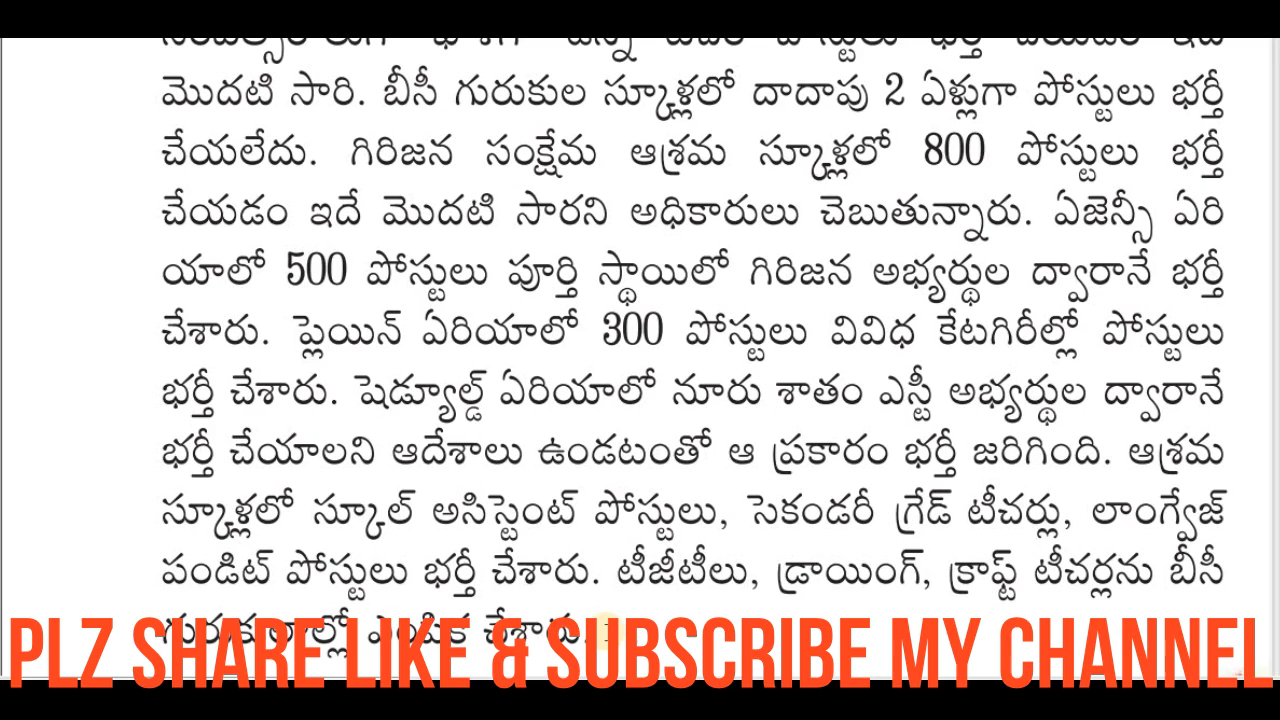 మొదటి సారి. బీసీ గురుకుల స్కూళ్లలో దాదాపు 2 ఏళ్లుగా పోస్టులు భర్తీ
చేయలేదు. గిరిజన సంక్షేమ ఆశ్రమ స్కూళ్లలో 800 పోస్టులు భర్తీ
చేయడం ఇదే మొదటి సారని అధికారులు చెబుతున్నారు. ఏజెన్సీ ఏరి
యాలో 500 పోస్టులు పూర్తి స్థాయిలో గిరిజన అభ్యర్థుల ద్వారానే భర్తీ
చేశారు. ప్లెయిన్ ఏరియాలో 300 పోస్టులు వివిధ కేటగిరీల్లో పోస్టులు
భర్తీ చేశారు. షెడ్యూల్డ్ ఏరియాలో నూరు శాతం ఎస్టీ అభ్యర్థుల ద్వారానే
భర్తీ చేయాలని ఆదేశాలు ఉండటంతో ఆ ప్రకారం భర్తీ జరిగింది. ఆశ్రమ
స్కూళ్లలో స్కూల్ అసిస్టెంట్ పోస్టులు, సెకండరీ గ్రేడ్ టీచర్లు, లాంగ్వేజ్
పండిట్ పోస్టులు భర్తీ చేశారు. టీజీటీలు, డ్రాయింగ్, క్రాఫ్ట్ టీచర్లను బీసీ
గురుకులాల్లో ఎంపిక చేశారు.
PLZ SHARE LIKE & SUBSCRIBE MY CHANNEL